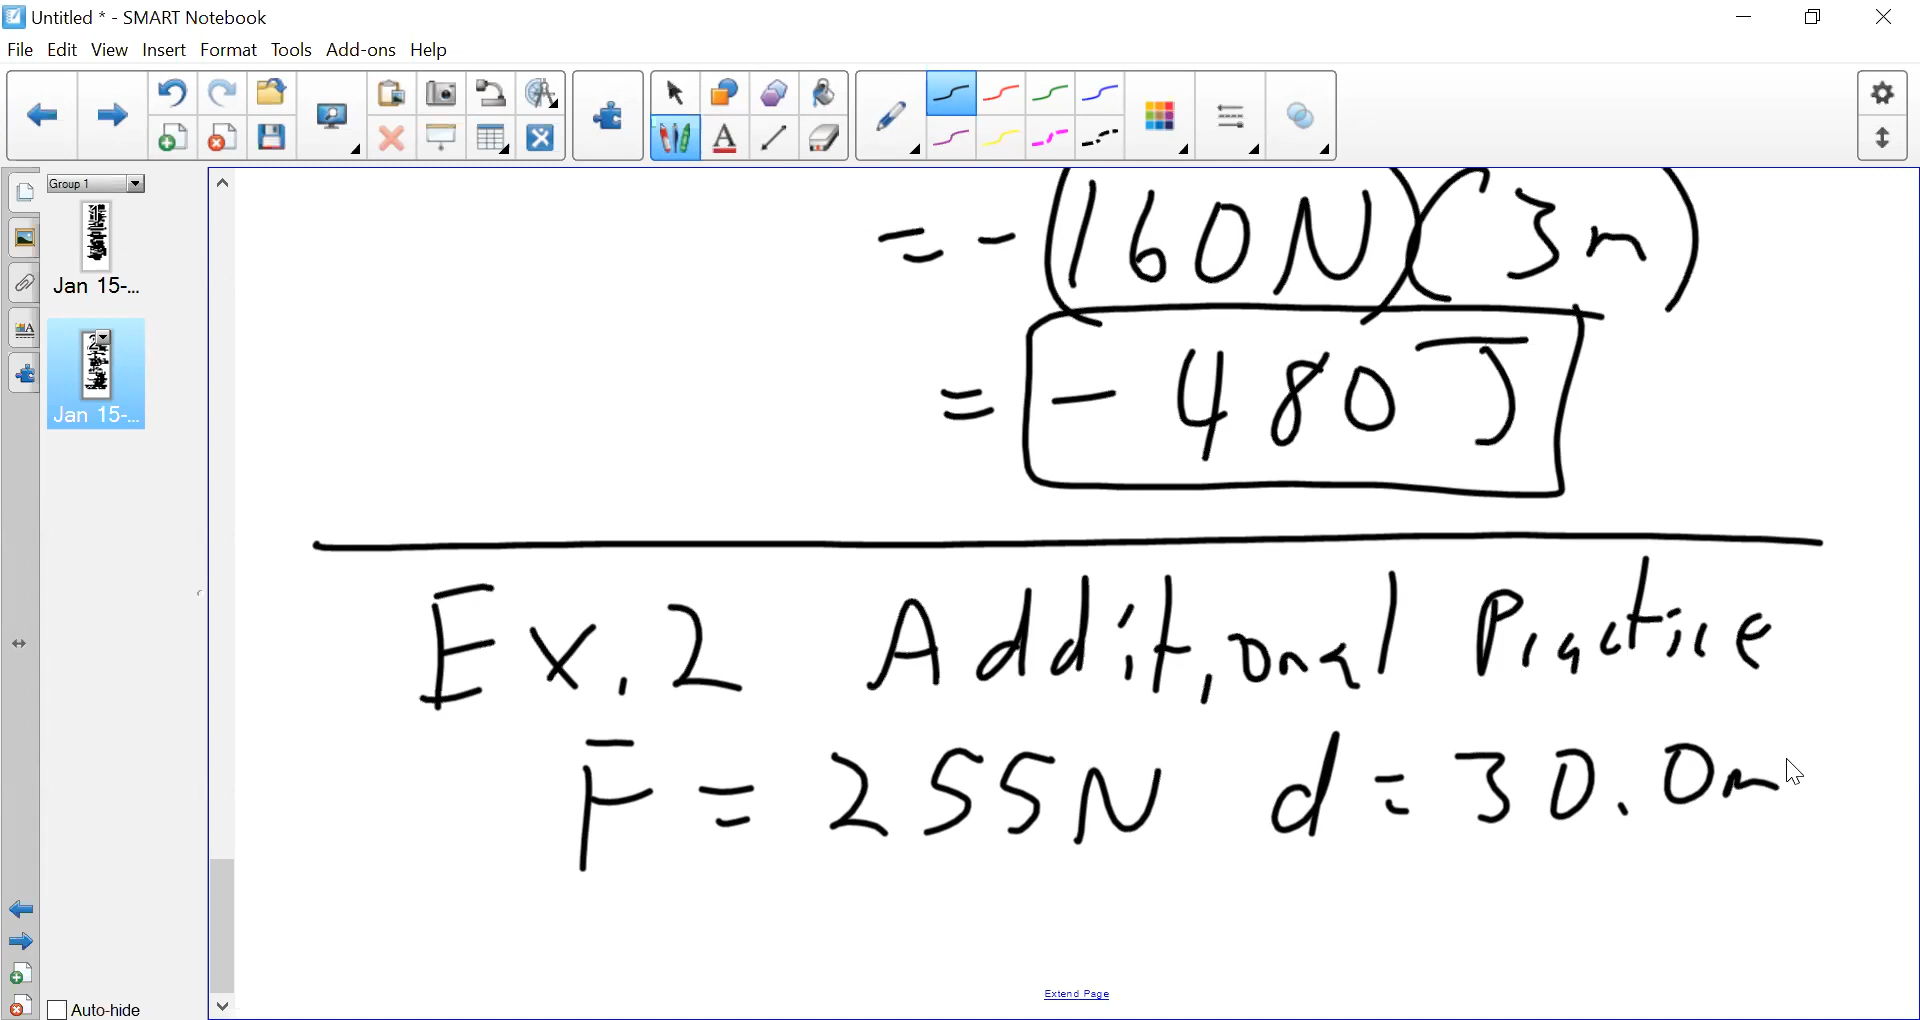 Untitled * - SMART Notebook
File Edit View Insert Format Tools Add-ons Help
Group 1
Jan 15-...
Jan 15-...
= - (160N)(3m)
= -480J
Ex. 2 Additional Practice
F = 255N d = 30.0m
Extend Page
Auto-hide